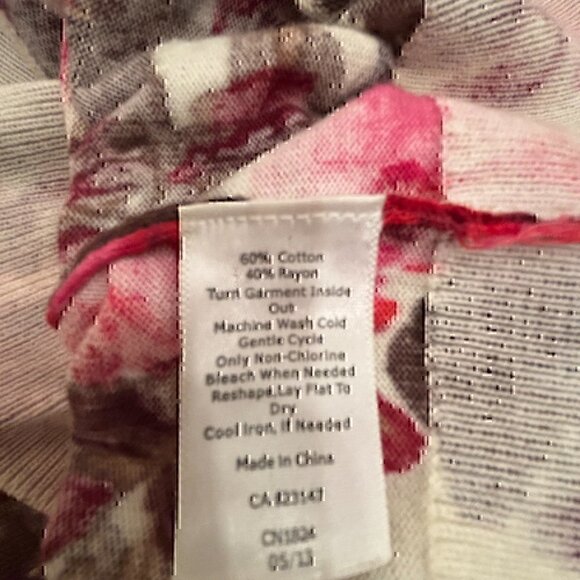 60% Cotton
40% Rayon
Turn Garment Inside
Out
Machine Wash Cold
Gentle Cycle
Only Non-Chlorine
Bleach When Needed
Reshape.Lay Flat To
Dry
Cool Iron, If Needed
Made in China
CA
CN1824
05/13